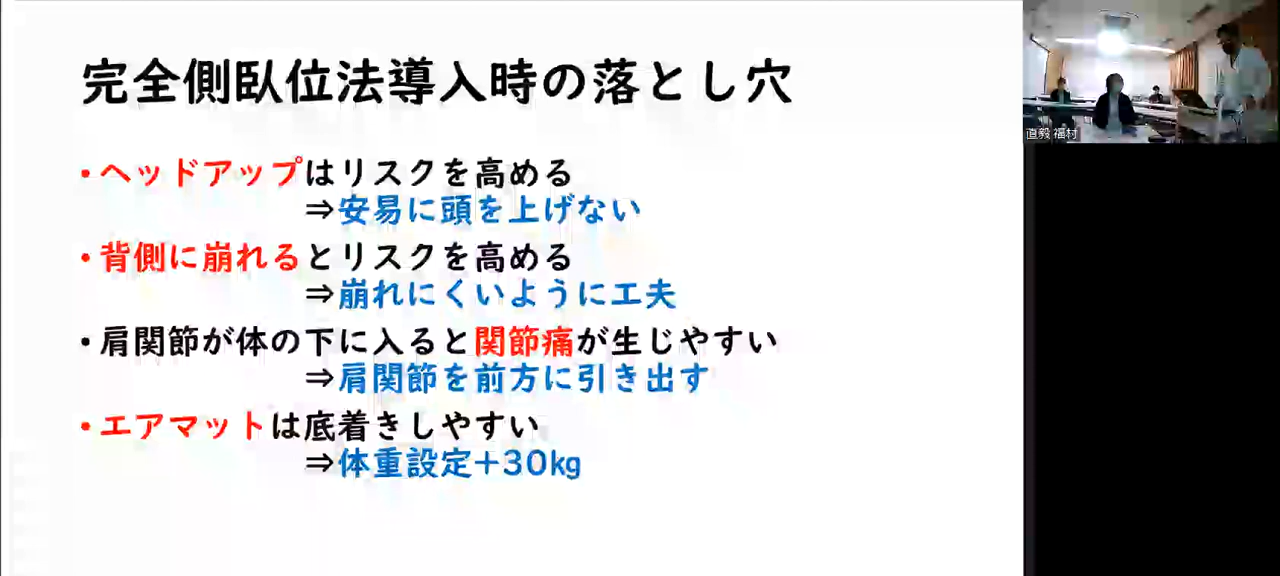 完全側臥位法導入時の落とし穴
・ヘッドアップはリスクを高める
⇒安易に頭を上げない
・背側に崩れるとリスクを高める
⇒崩れにくいように工夫
・肩関節が体の下に入ると関節痛が生じやすい
⇒肩関節を前方に引き出す
・エアマットは底着きしやすい
⇒体重設定+30kg
直毅 福村